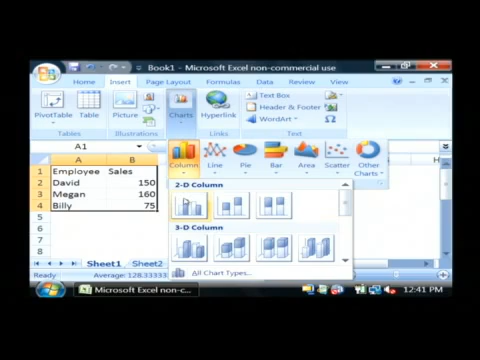 Book1 - Microsoft Excel non-commercial use
Home Insert Page Layout Formulas Data Review View
PivotTable Table Picture Charts Hyperlink Text Box
Header & Footer
WordArt
Tables Illustrations Links Text
A1
Column Line Pie Bar Area Scatter Other Charts
A B H
1 Employee Sales
2 David 150
3 Megan 160
4 Billy 75
5
6
7
8
2-D Column
3-D Column
All Chart Types...
Sheet1 Sheet2
Ready Average: 128.33333
Microsoft Excel non-c... 12:41 PM